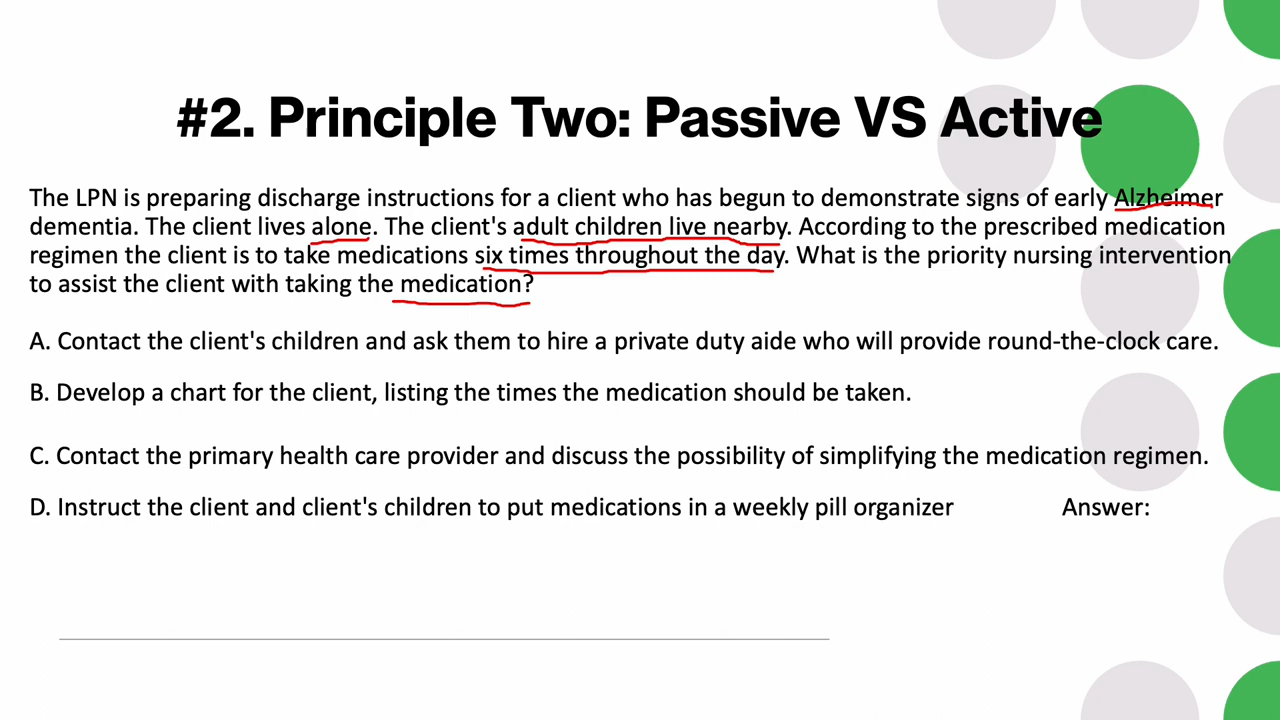 #2. Principle Two: Passive VS Active
The LPN is preparing discharge instructions for a client who has begun to demonstrate signs of early Alzheimer
dementia. The client lives alone. The client's adult children live nearby. According to the prescribed medication
regimen the client is to take medications six times throughout the day. What is the priority nursing intervention
to assist the client with taking the medication?
A. Contact the client's children and ask them to hire a private duty aide who will provide round-the-clock care.
B. Develop a chart for the client, listing the times the medication should be taken.
C. Contact the primary health care provider and discuss the possibility of simplifying the medication regimen.
D. Instruct the client and client's children to put medications in a weekly pill organizer Answer: